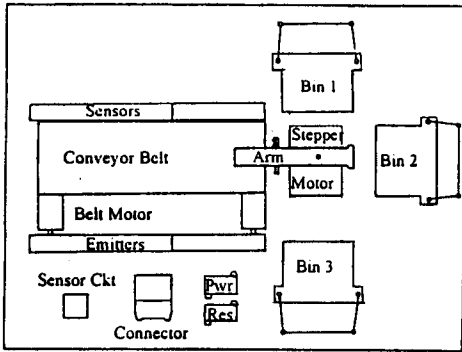 Bin 1
Sensors
Stepper
Conveyor Belt
Arm
Bin 2
Motor
Belt Motor
Emitters
Bin 3
Sensor Ckt
Pwr
Res
Connector